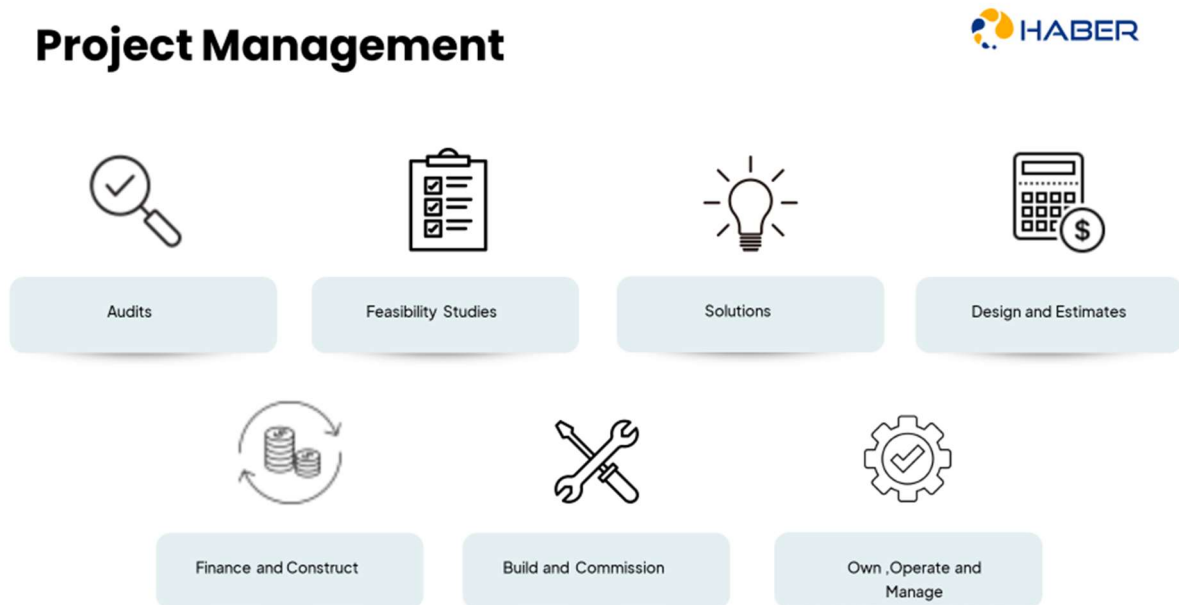 Project Management
HABER
Audits
Feasibility Studies
Solutions
Design and Estimates
$
Finance and Construct
Build and Commission
Own ,Operate and
Manage